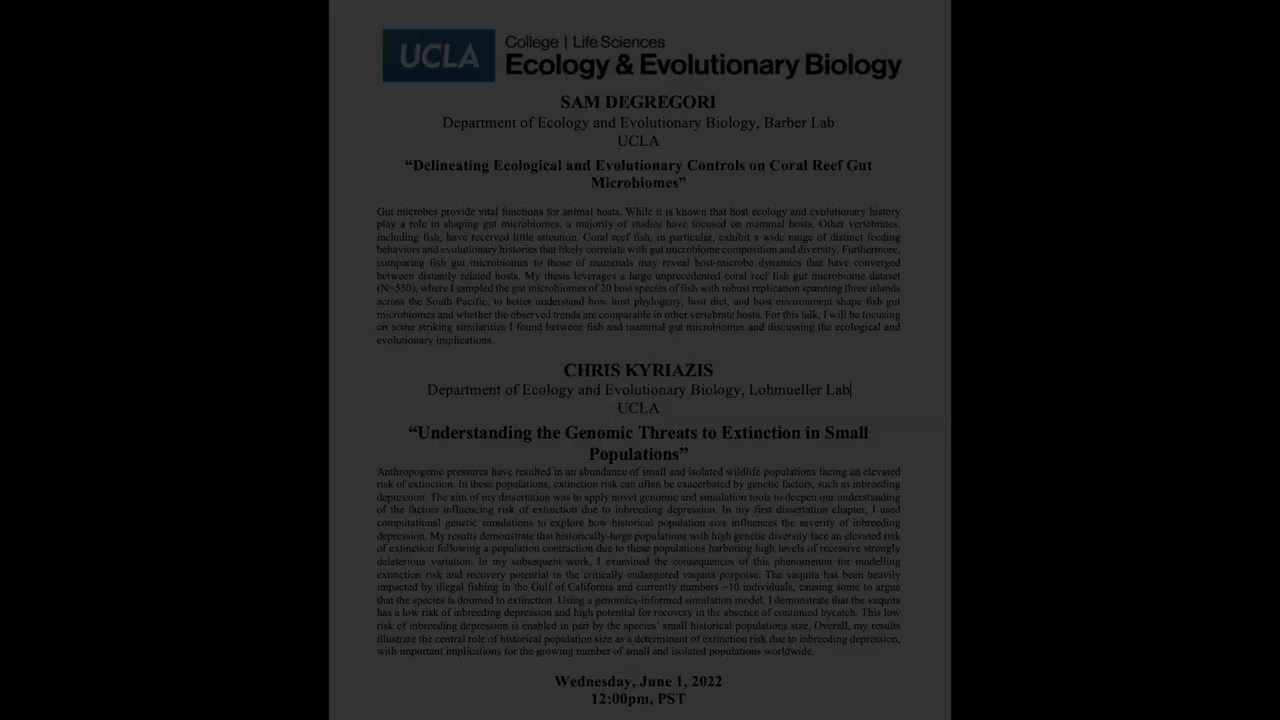 UCLA
College | Life Sciences
Ecology & Evolutionary Biology
SAM DEGREGORI
Department of Ecology and Evolutionary Biology, Barber Lab
UCLA
“Delineating Ecological and Evolutionary Controls on Coral Reef Gut
Microbiomes”
Gut microbes provide vital functions for animal hosts. While it is known that host ecology and evolutionary history
play a role in shaping gut microbiomes, a majority of studies have focused on mammal hosts. Other vertebrates,
including fish, have received little attention. Coral reef fish, in particular, exhibit a wide range of distinct feeding
behaviors and evolutionary histories that likely correlate with gut microbiome composition and diversity. Furthermore,
comparing fish gut microbiomes to those of mammals may reveal host-microbe dynamics that have converged
between distantly related hosts. My thesis leverages a large unprecedented coral reef fish gut microbiome dataset
(N=550), where I sampled the gut microbiomes of 20 host species of fish with robust replication spanning three islands
across the South Pacific, to better understand how host phylogeny, host diet, and host environment shape fish gut
microbiomes and whether the observed trends are comparable in other vertebrate hosts. For this talk, I will be focusing
on some striking similarities I found between fish and mammal gut microbiomes and discussing the ecological and
evolutionary implications.
CHRIS KYRIAZIS
Department of Ecology and Evolutionary Biology, Lohmueller Lab
UCLA
“Understanding the Genomic Threats to Extinction in Small
Populations”
Anthropogenic pressures have resulted in an abundance of small and isolated wildlife populations facing an elevated
risk of extinction. In these populations, extinction risk can often be exacerbated by genetic factors, such as inbreeding
depression. The aim of my dissertation was to apply novel genomic and simulation tools to deepen our understanding
of the factors influencing risk of extinction due to inbreeding depression. In my first dissertation chapter, I used
computational genetic simulations to explore how historical population size influences the severity of inbreeding
depression. My results demonstrate that historically-large populations with high genetic diversity face an elevated risk
of extinction following a population contraction due to these populations harboring high levels of recessive strongly
deleterious variation. In my subsequent work, I examined the consequences of this phenomenon for modelling
extinction risk and recovery potential in the critically endangered vaquita porpoise. The vaquita has been heavily
impacted by illegal fishing in the Gulf of California and currently numbers ~10 individuals, causing some to argue
that the species is doomed to extinction. Using a genomics-informed simulation model, I demonstrate that the vaquita
has a low risk of inbreeding depression and high potential for recovery in the absence of continued bycatch. This low
risk of inbreeding depression is enabled in part by the species’ small historical populations size. Overall, my results
illustrate the central role of historical population size as a determinant of extinction risk due to inbreeding depression,
with important implications for the growing number of small and isolated populations worldwide.
Wednesday, June 1, 2022
12:00pm, PST